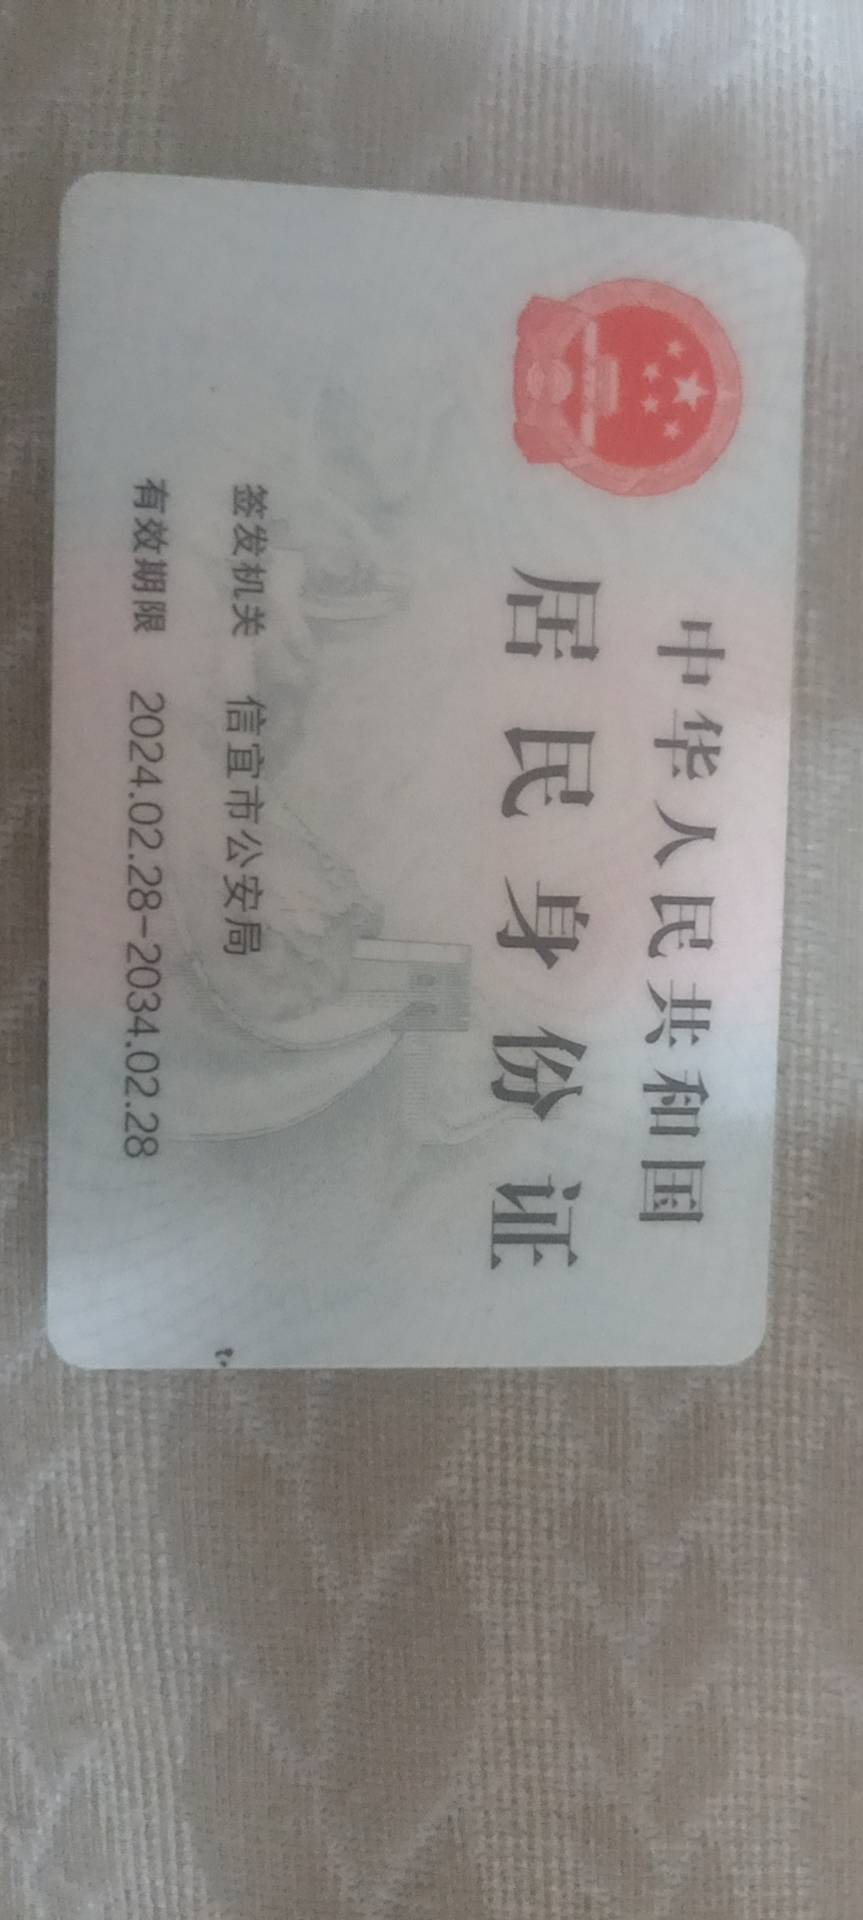 中华人民共和国
居民身份证
签发机关 信宜市公安局
有效期限 2024.02.28-2034.02.28